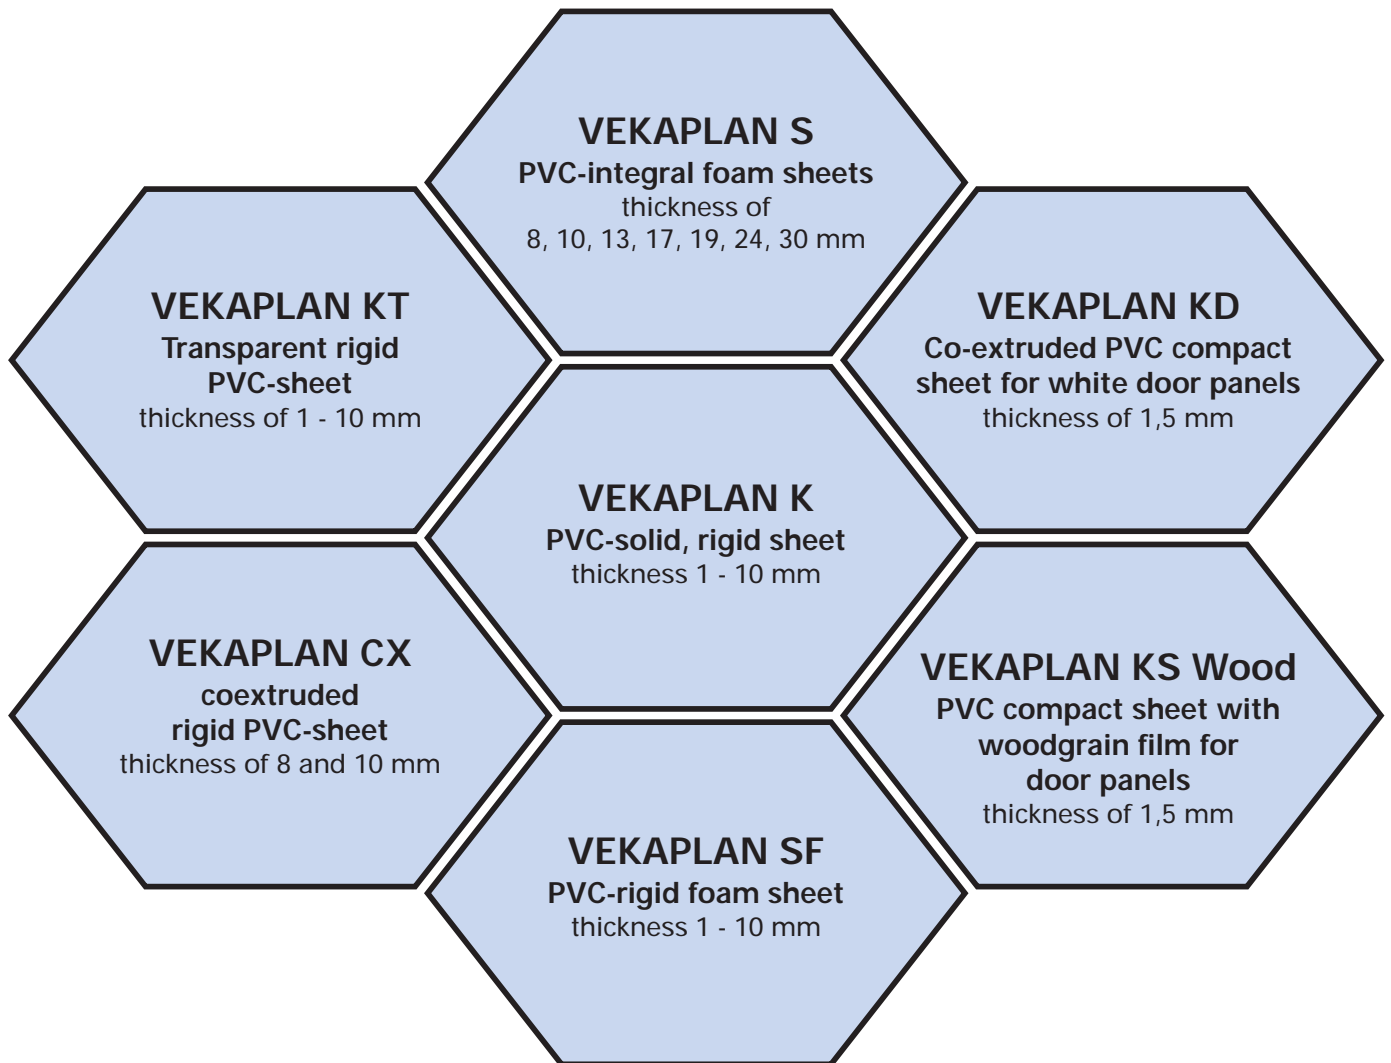 VEKAPLAN S
PVC-integral foam sheets
thickness of
8, 10, 13, 17, 19, 24, 30 mm
VEKAPLAN KT
Transparent rigid
PVC-sheet
thickness of 1 - 10 mm
VEKAPLAN KD
Co-extruded PVC compact
sheet for white door panels
thickness of 1,5 mm
VEKAPLAN K
PVC-solid, rigid sheet
thickness 1 - 10 mm
VEKAPLAN CX
coextruded
rigid PVC-sheet
thickness of 8 and 10 mm
VEKAPLAN KS Wood
PVC compact sheet with
woodgrain film for
door panels
thickness of 1,5 mm
VEKAPLAN SF
PVC-rigid foam sheet
thickness 1 - 10 mm